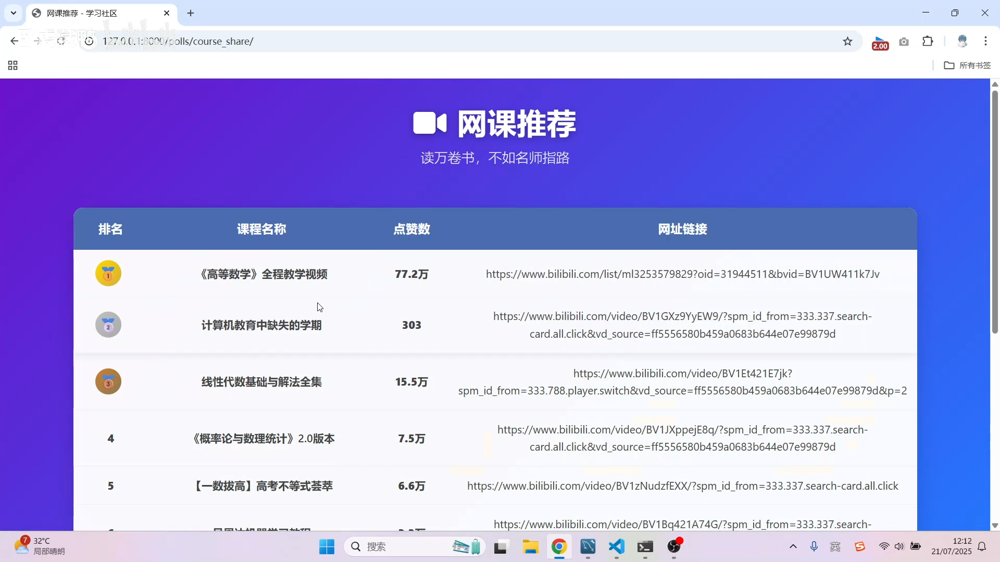 网课推荐 - 学习社区
127.0.0.1:8000/polls/course_share/
2.00
所有书签
网课推荐
读万卷书，不如名师指路
排名 课程名称 点赞数 网址链接
1 《高等数学》全程教学视频 77.2万 https://www.bilibili.com/list/ml3253579829?oid=31944511&bvid=BV1UW411k7Jv
2 计算机教育中缺失的学期 303 https://www.bilibili.com/video/BV1GXz9YyEW9/?spm_id_from=333.337.search-
card.all.click&vd_source=ff5556580b459a0683b644e07e99879d
3 线性代数基础与解法全集 15.5万 https://www.bilibili.com/video/BV1Et421E7jk?
spm_id_from=333.788.player.switch&vd_source=ff5556580b459a0683b644e07e99879d&p=2
4 《概率论与数理统计》2.0版本 7.5万 https://www.bilibili.com/video/BV1JXppejE8q/?spm_id_from=333.337.search-
card.all.click&vd_source=ff5556580b459a0683b644e07e99879d
5 【一数拔高】高考不等式荟萃 6.6万 https://www.bilibili.com/video/BV1zNudzfEXX/?spm_id_from=333.337.search-card.all.click
https://www.bilibili.com/video/BV1Bq421A74G/?spm_id_from=333.337.search-
7 32°C
局部晴朗
搜索
英
12:12
21/07/2025